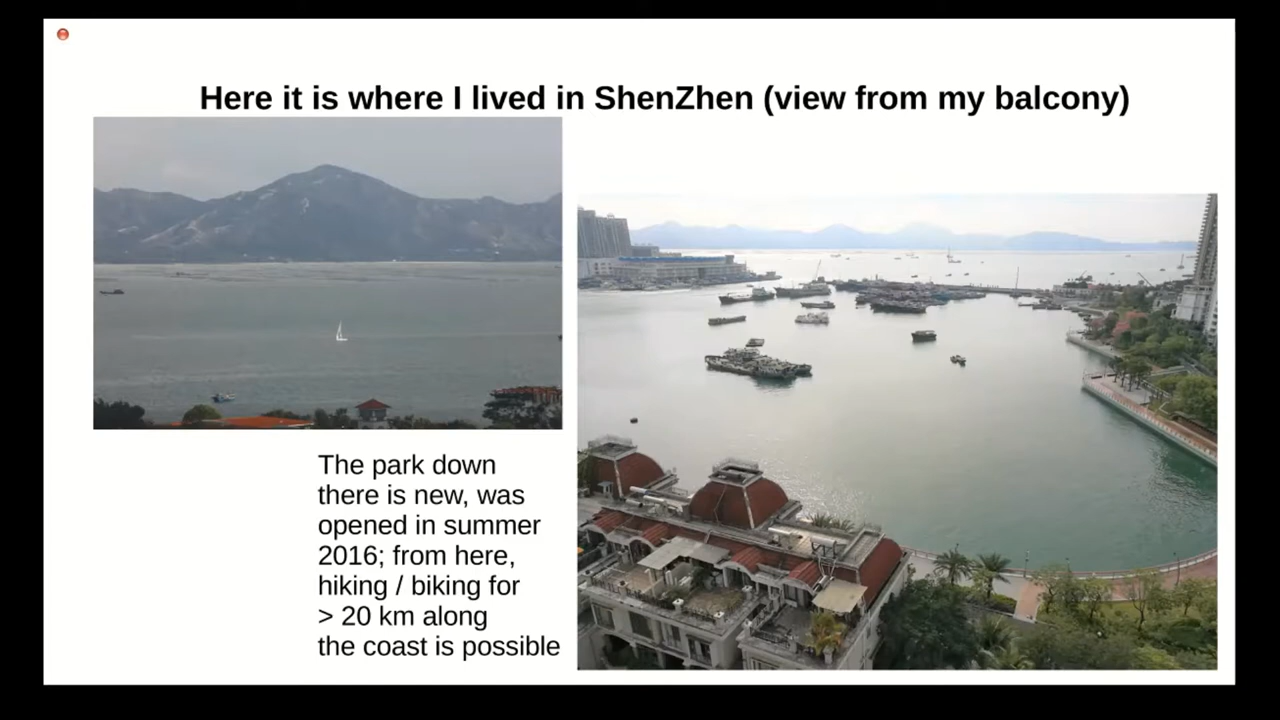 Here it is where I lived in ShenZhen (view from my balcony)
The park down
there is new, was
opened in summer
2016; from here,
hiking / biking for
> 20 km along
the coast is possible